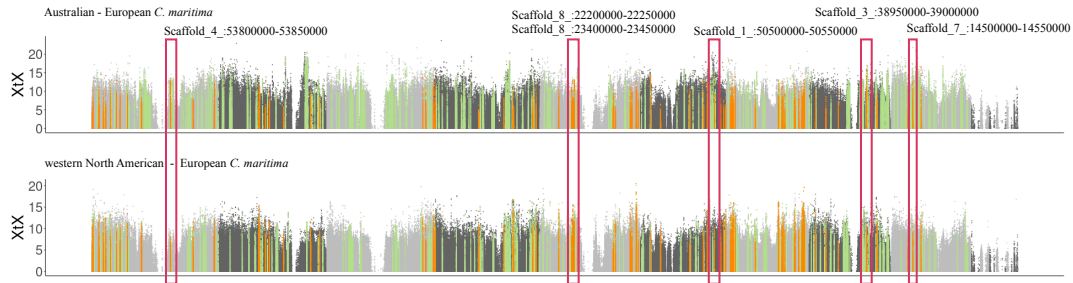 Australian - European C. maritima
Scaffold_4_:53800000-53850000
Scaffold_8_:22200000-22250000
Scaffold_8_:23400000-23450000
Scaffold_1_:50500000-50550000
Scaffold_3_:38950000-39000000
Scaffold_7_:14500000-14550000
XtX
20
15
10
5
0
western North American - European C. maritima
XtX
20
15
10
5
0